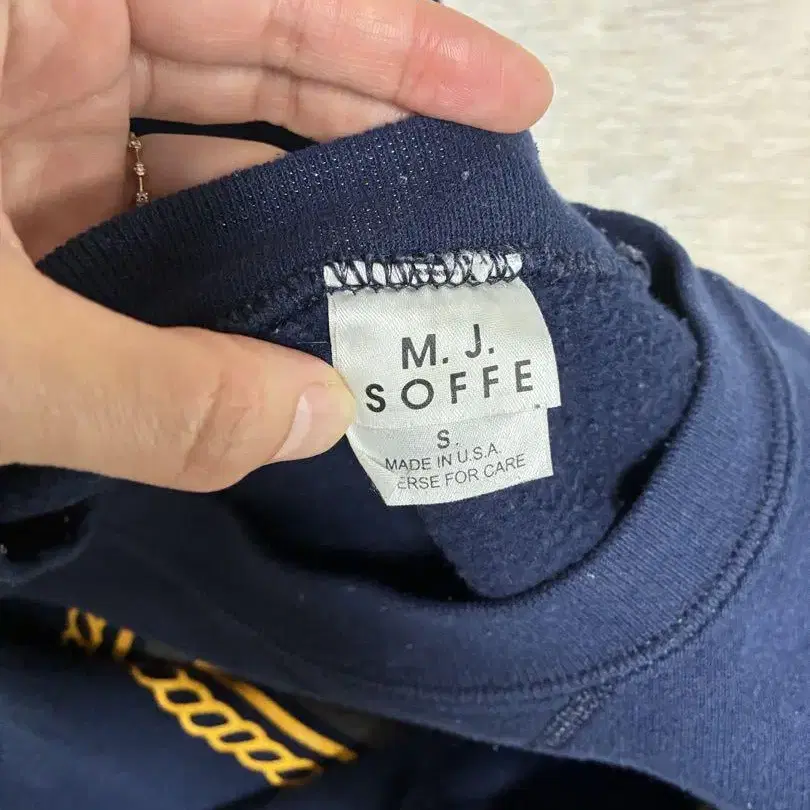 M. J.
SOFFE
S.
MADE IN U.S.A.
ERSE FOR CARE